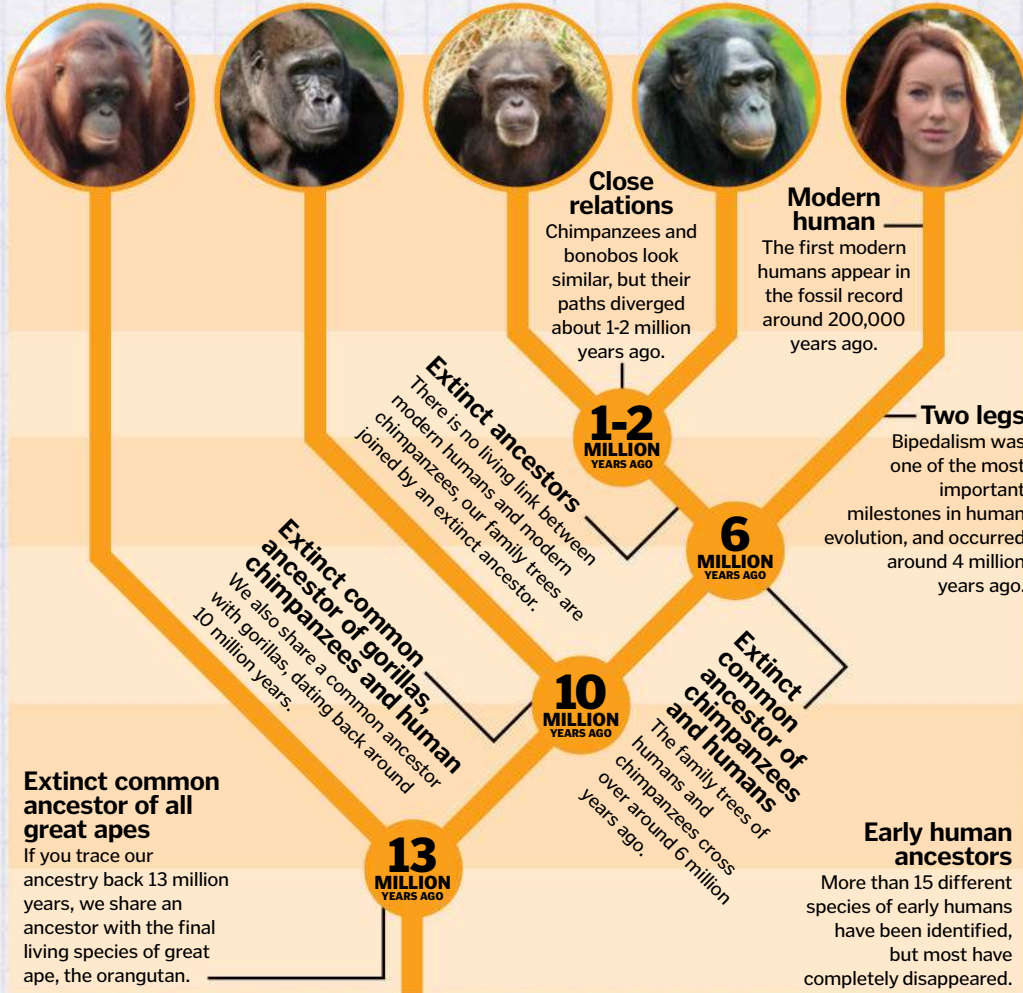 Close
relations
Chimpanzees and
bonobos look
similar, but their
paths diverged
about 1-2 million
years ago.
Modern
human
The first modern
humans appear in
the fossil record
around 200,000
years ago.
Extinct ancestors
There is no living link between
modern humans and modern
chimpanzees, our family trees are
joined by an extinct ancestor.
1-2
MILLION
YEARS AGO
Two legs
Bipedalism was
one of the most
important
milestones in human
evolution, and occurred
around 4 million
years ago.
6
MILLION
YEARS AGO
Extinct common
ancestor of gorillas,
chimpanzees and human
We also share a common ancestor
with gorillas, dating back around
10 million years.
10
MILLION
YEARS AGO
Extinct
common
ancestor of
chimpanzees
and humans
The family trees of
humans and
chimpanzees cross
over around 6 million
years ago.
Extinct common
ancestor of all
great apes
If you trace our
ancestry back 13 million
years, we share an
ancestor with the final
living species of great
ape, the orangutan.
13
MILLION
YEARS AGO
Early human
ancestors
More than 15 different
species of early humans
have been identified,
but most have
completely disappeared.